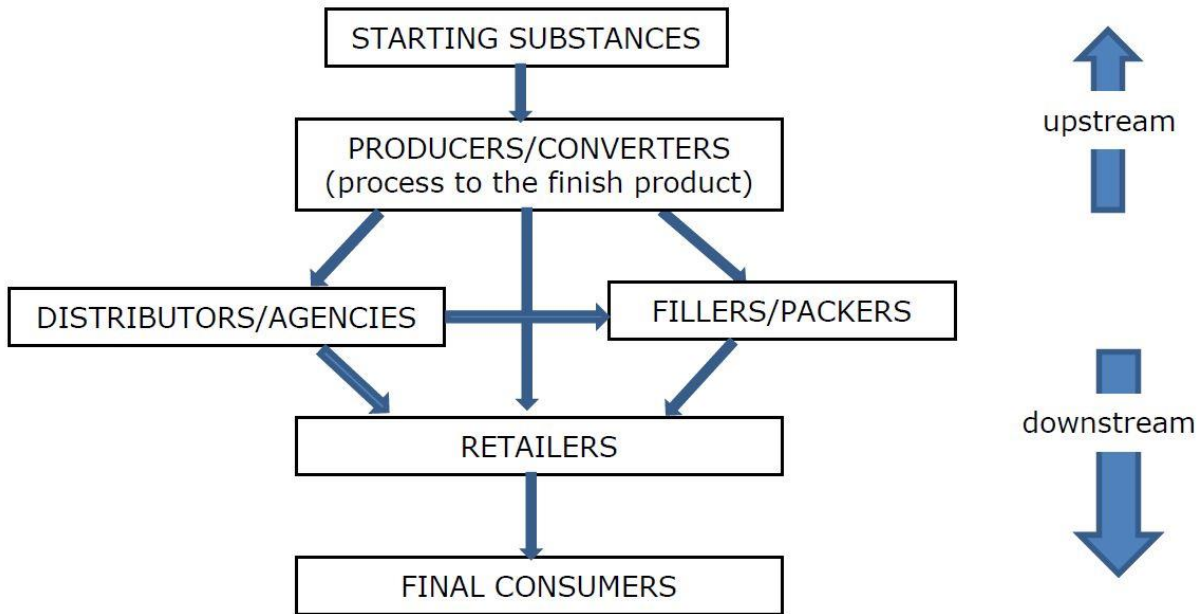 STARTING SUBSTANCES
upstream
PRODUCERS/CONVERTERS
(process to the finish product)
DISTRIBUTORS/AGENCIES
FILLERS/PACKERS
downstream
RETAILERS
FINAL CONSUMERS